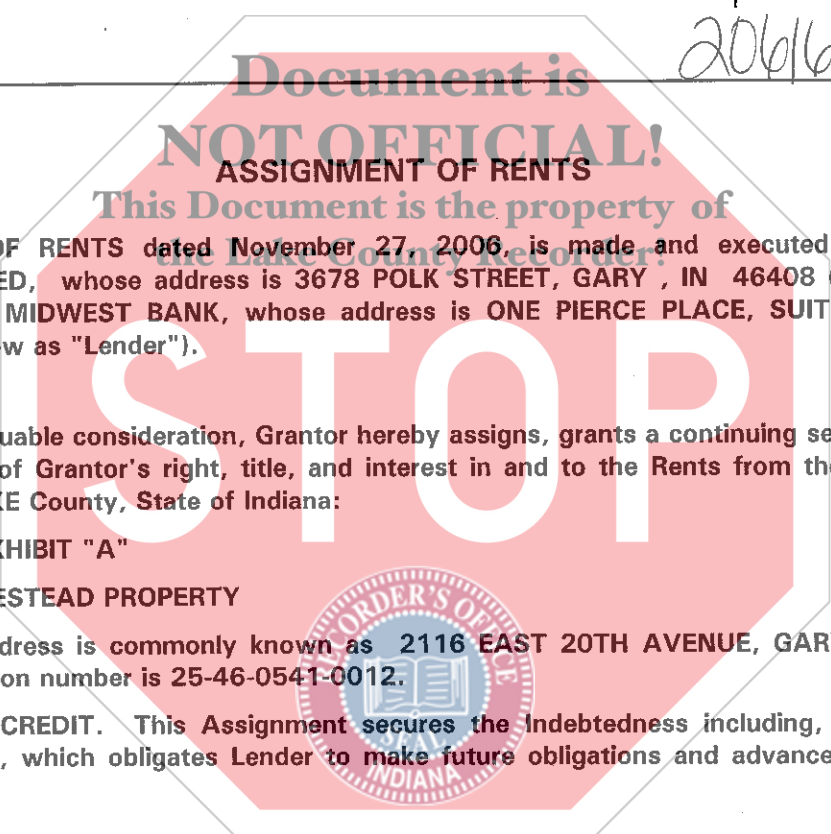 20616
Document is
NOT OFFICIAL!
ASSIGNMENT OF RENTS
This Document is the property of
the Lake County Recorder!
OF RENTS dated November 27, 2006, is made and executed
ED, whose address is 3678 POLK STREET, GARY , IN 46408
MIDWEST BANK, whose address is ONE PIERCE PLACE, SUIT
w as "Lender").
STOP
uable consideration, Grantor hereby assigns, grants a continuing se
of Grantor's right, title, and interest in and to the Rents from the
KE County, State of Indiana:
XHIBIT "A"
ESTEAD PROPERTY
dress is commonly known as 2116 EAST 20TH AVENUE, GAR
on number is 25-46-0541-0012.
CREDIT. This Assignment secures the Indebtedness including,
, which obligates Lender to make future obligations and advance
RECORDER'S OFFICE
SEAL
INDIANA